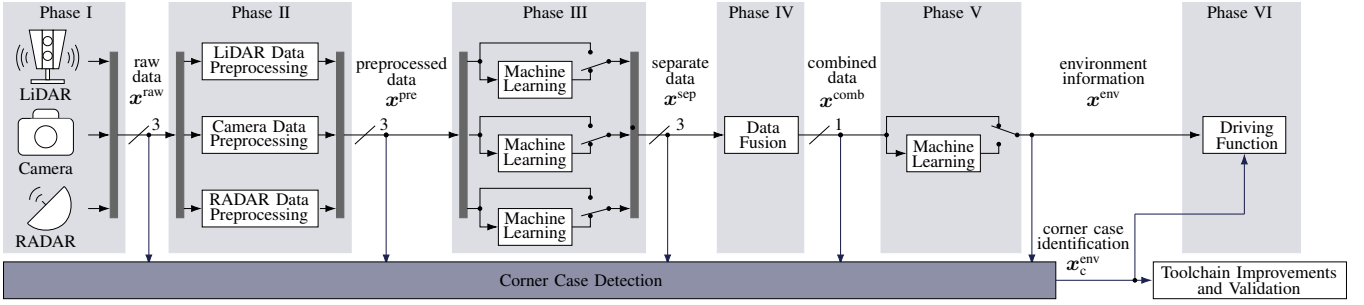 Phase I
Phase II
Phase III
Phase IV
Phase V
Phase VI
LiDAR
Camera
RADAR
raw
data
x^raw
3
LiDAR Data
Preprocessing
Camera Data
Preprocessing
RADAR Data
Preprocessing
preprocessed
data
x^pre
3
Machine
Learning
Machine
Learning
Machine
Learning
separate
data
x^sep
3
Data
Fusion
combined
data
x^comb
1
Machine
Learning
environment
information
x^env
Driving
Function
corner case
identification
x_c^env
Corner Case Detection
Toolchain Improvements
and Validation